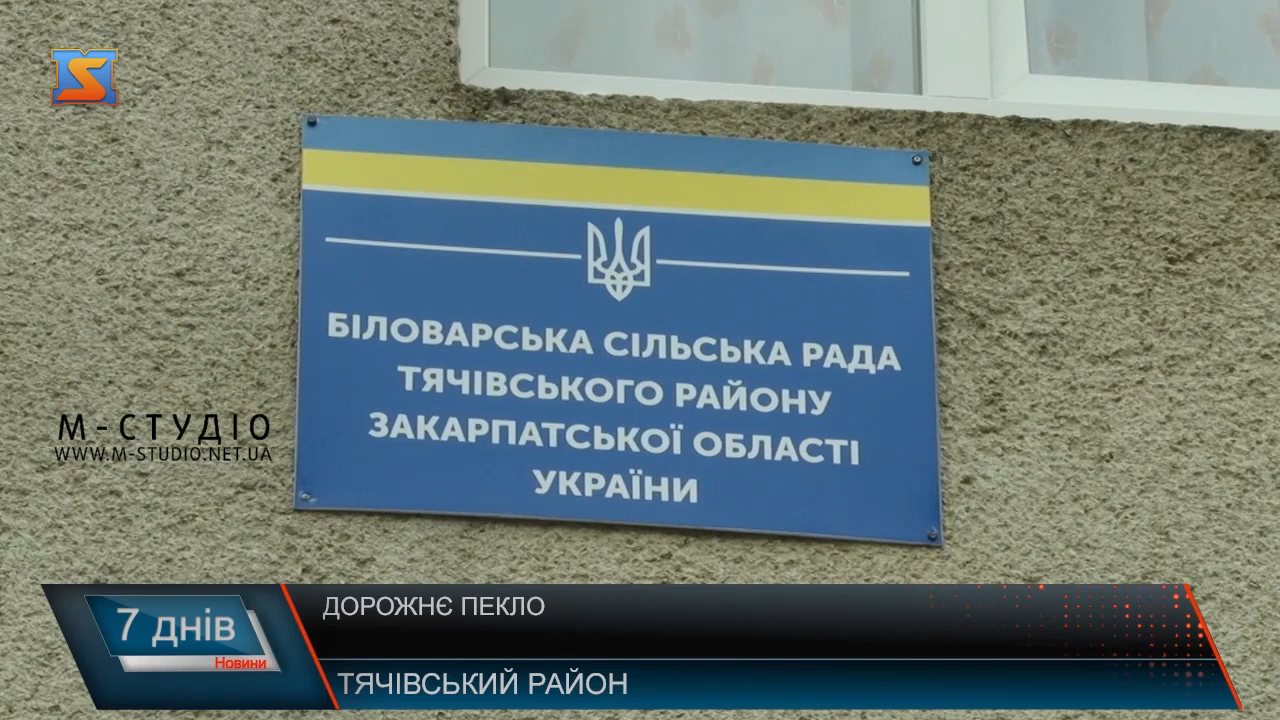 БІЛОВАРСЬКА СІЛЬСЬКА РАДА
ТЯЧІВСЬКОГО РАЙОНУ
ЗАКАРПАТСЬКОЇ ОБЛАСТІ
УКРАЇНИ
М-СТУДІО
WWW.M-STUDIO.NET.UA
7 днів
Новини
ДОРОЖНЄ ПЕКЛО
ТЯЧІВСЬКИЙ РАЙОН